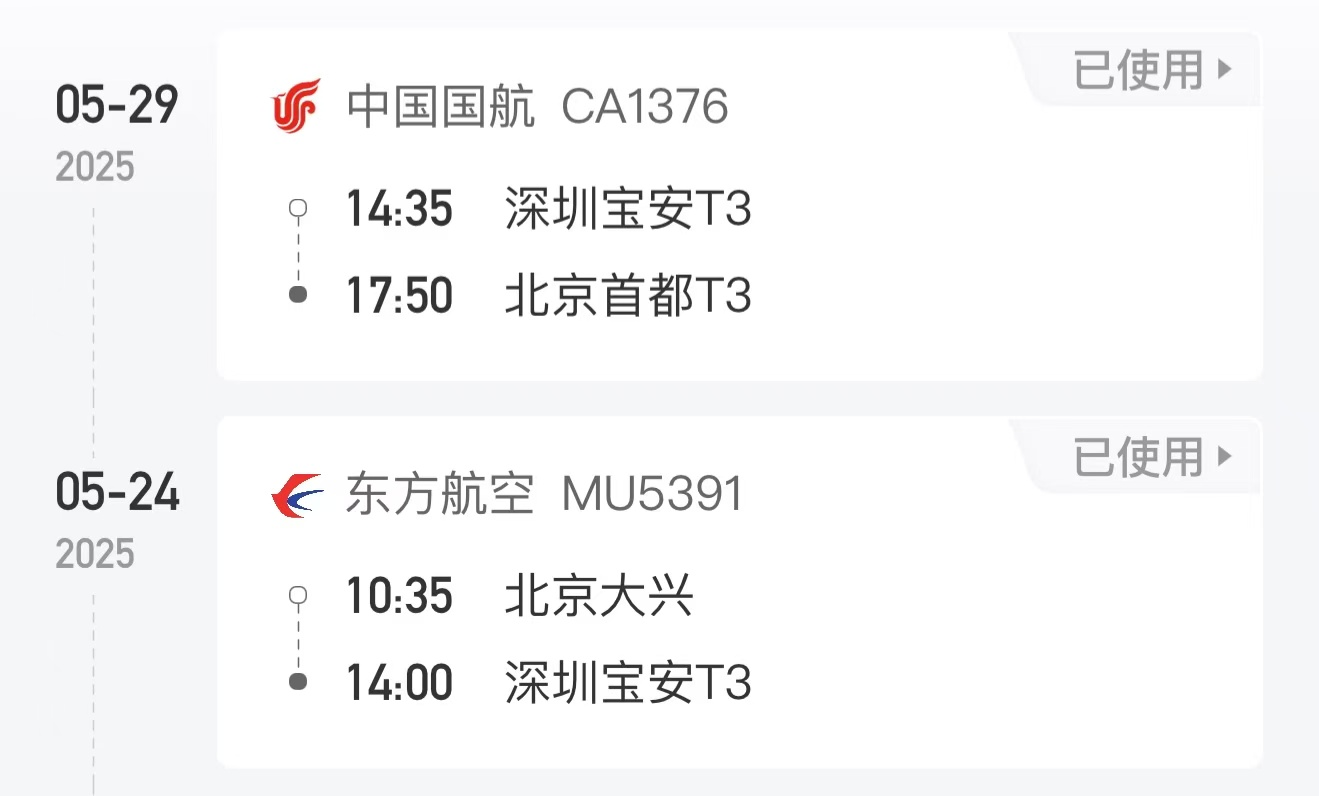 已使用
05-29
中国国航 CA1376
2025
14:35 深圳宝安T3
17:50 北京首都T3
已使用
05-24
东方航空 MU5391
2025
10:35 北京大兴
14:00 深圳宝安T3